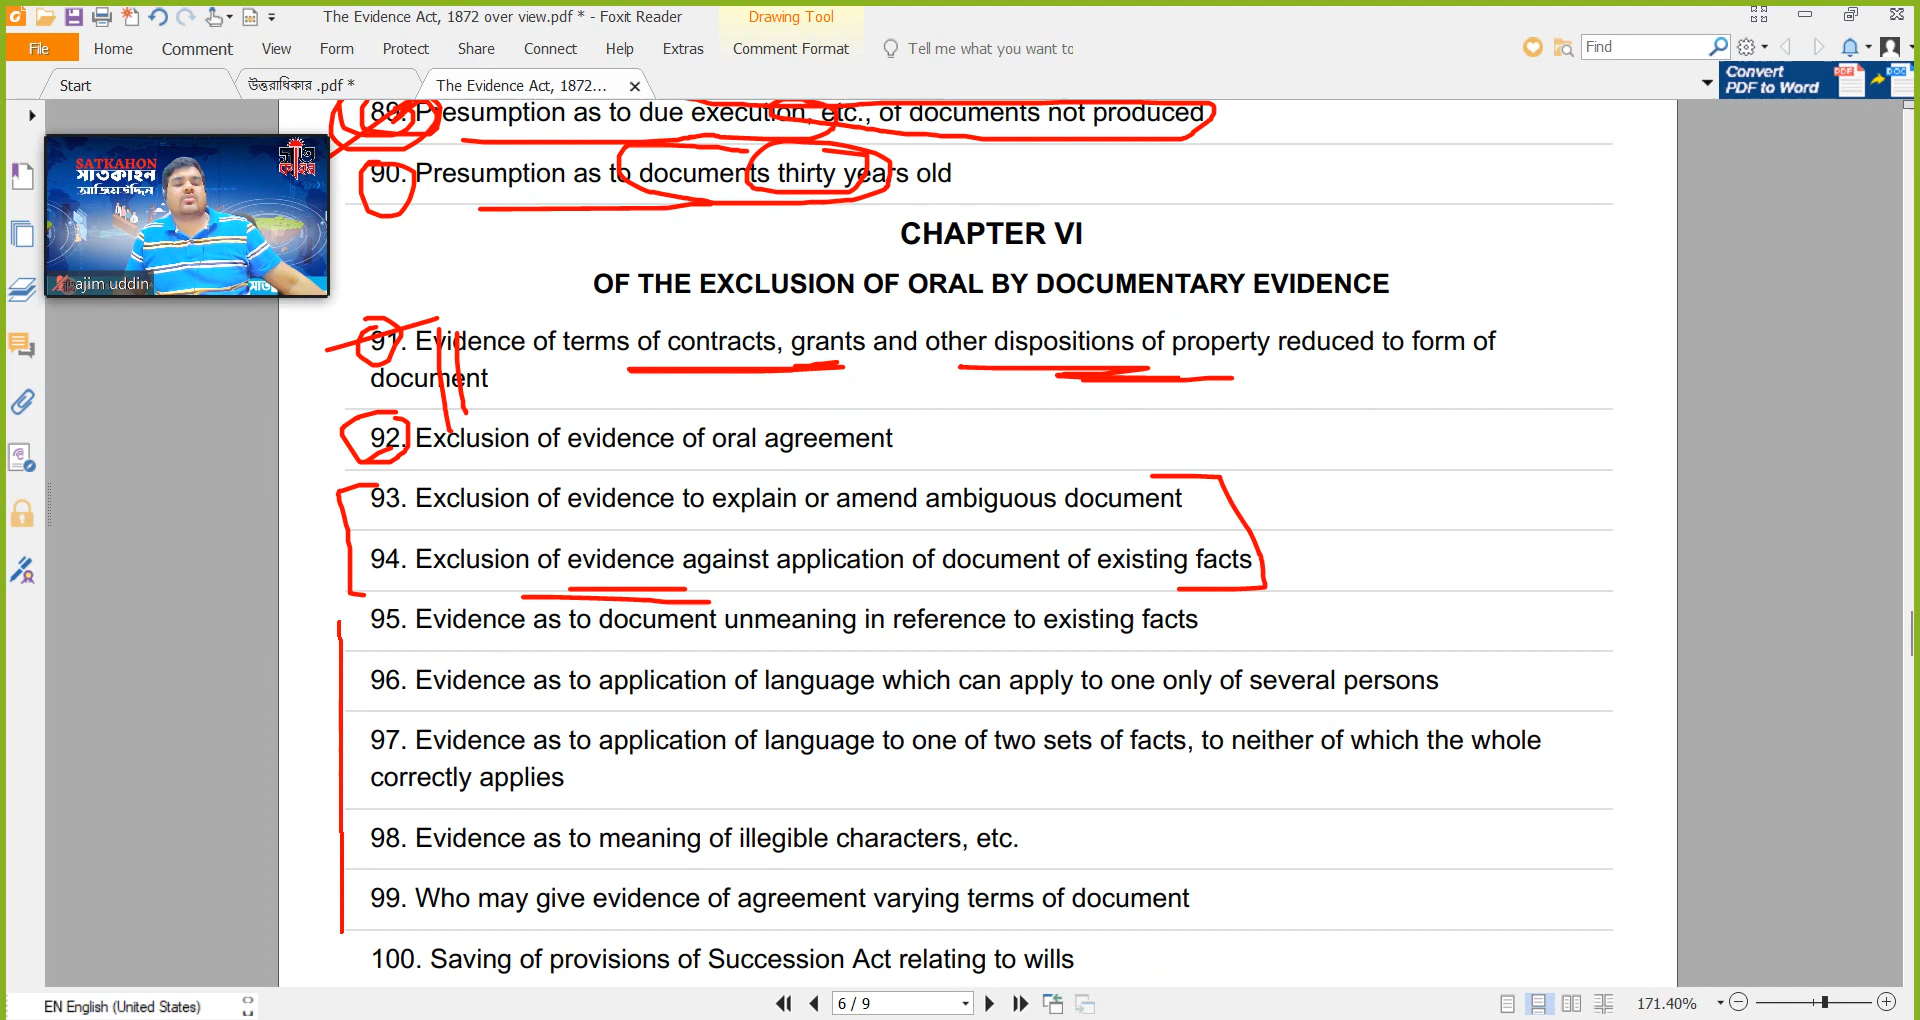 The Evidence Act, 1872 over view.pdf * - Foxit Reader
Drawing Tool
File Home Comment View Form Protect Share Connect Help Extras Comment Format Tell me what you want to Find
Start উত্তরাধিকার .pdf * The Evidence Act, 1872...
Convert PDF to Word
PDF DOC
89. Presumption as to due execution, etc., of documents not produced
90. Presumption as to documents thirty years old
SATKAHON
সাতকাহন
আজিম উদ্দিন
ajim uddin
CHAPTER VI
OF THE EXCLUSION OF ORAL BY DOCUMENTARY EVIDENCE
91. Evidence of terms of contracts, grants and other dispositions of property reduced to form of
document
92. Exclusion of evidence of oral agreement
93. Exclusion of evidence to explain or amend ambiguous document
94. Exclusion of evidence against application of document of existing facts
95. Evidence as to document unmeaning in reference to existing facts
96. Evidence as to application of language which can apply to one only of several persons
97. Evidence as to application of language to one of two sets of facts, to neither of which the whole
correctly applies
98. Evidence as to meaning of illegible characters, etc.
99. Who may give evidence of agreement varying terms of document
100. Saving of provisions of Succession Act relating to wills
EN English (United States)
6 / 9
171.40%